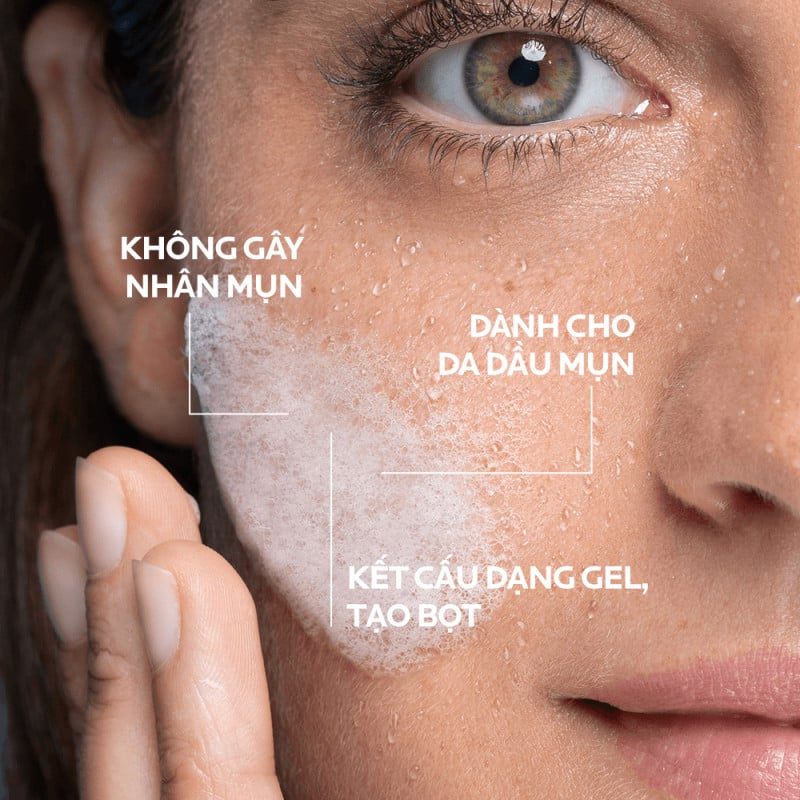 KHÔNG GÂY
NHÂN MỤN
DÀNH CHO
DA DẦU MỤN
KẾT CẤU DẠNG GEL,
TẠO BỌT